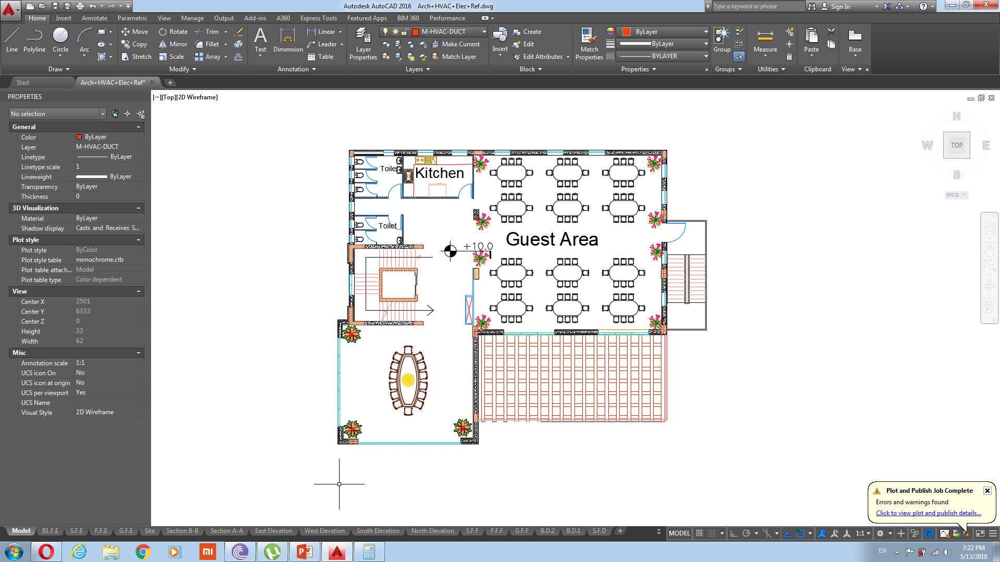 Autodesk AutoCAD 2016 Arch+HVAC+Elec+Ref.dwg
Type a keyword or phrase
Sign In
Home Insert Annotate Parametric View Manage Output Add-ins A360 Express Tools Featured Apps BIM 360 Performance
Line Polyline Circle Arc
Move Rotate Trim
Copy Mirror Fillet
Stretch Scale Array
Text Dimension
Linear
Leader
Table
Layer Properties
M-HVAC-DUCT
Make Current
Match Layer
Insert
Create
Edit
Edit Attributes
Match Properties
ByLayer
ByLayer
BYLAYER
Group
Measure
Paste
Base
Draw Modify Annotation Layers Block Properties Groups Utilities Clipboard View
Start Arch+HVAC+Elec+Ref*
PROPERTIES
No selection
General
Color ByLayer
Layer M-HVAC-DUCT
Linetype ByLayer
Linetype scale 1
Lineweight ByLayer
Transparency ByLayer
Thickness 0
3D Visualization
Material ByLayer
Shadow display Casts and Receives S...
Plot style
Plot style ByColor
Plot style table monochrome.ctb
Plot table attach... Model
Plot table type Color dependent
View
Center X 2501
Center Y 6333
Center Z 0
Height 33
Width 62
Misc
Annotation scale 1:1
UCS icon On No
UCS icon at origin No
UCS per viewport Yes
UCS Name
Visual Style 2D Wireframe
[−][Top][2D Wireframe]
N
W TOP E
S
WCS
Toilet
Kitchen
Toilet
Guest Area
+10.0
Plot and Publish Job Complete
Errors and warnings found
Click to view plot and publish details...
Model B1.F.E S.F.E F.F.E G.F.E Site Section B-B Section A-A East Elevation West Elevation South Elevation North Elevation S.F.F F.F.F G.F.F B.D.2 B.D.1 S.F.D
MODEL
1:1
EN
7:22 PM
5/13/2018